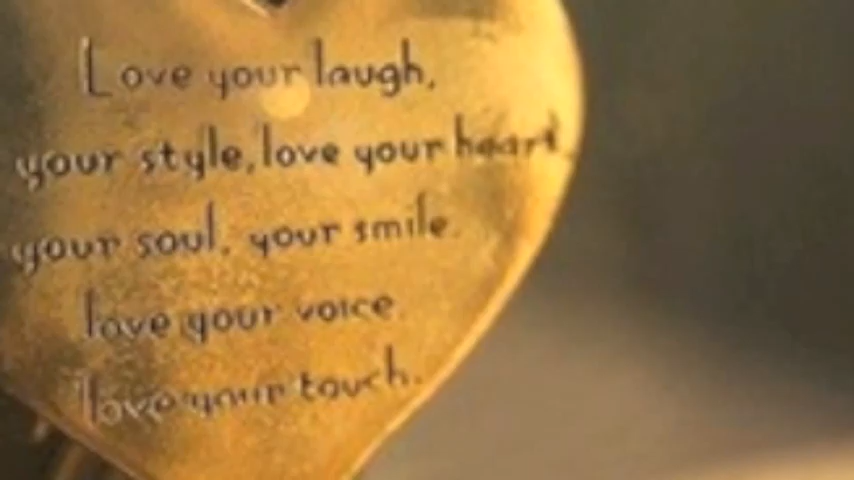 Love your laugh,
your style, love your heart,
your soul, your smile.
love your voice.
love your touch.